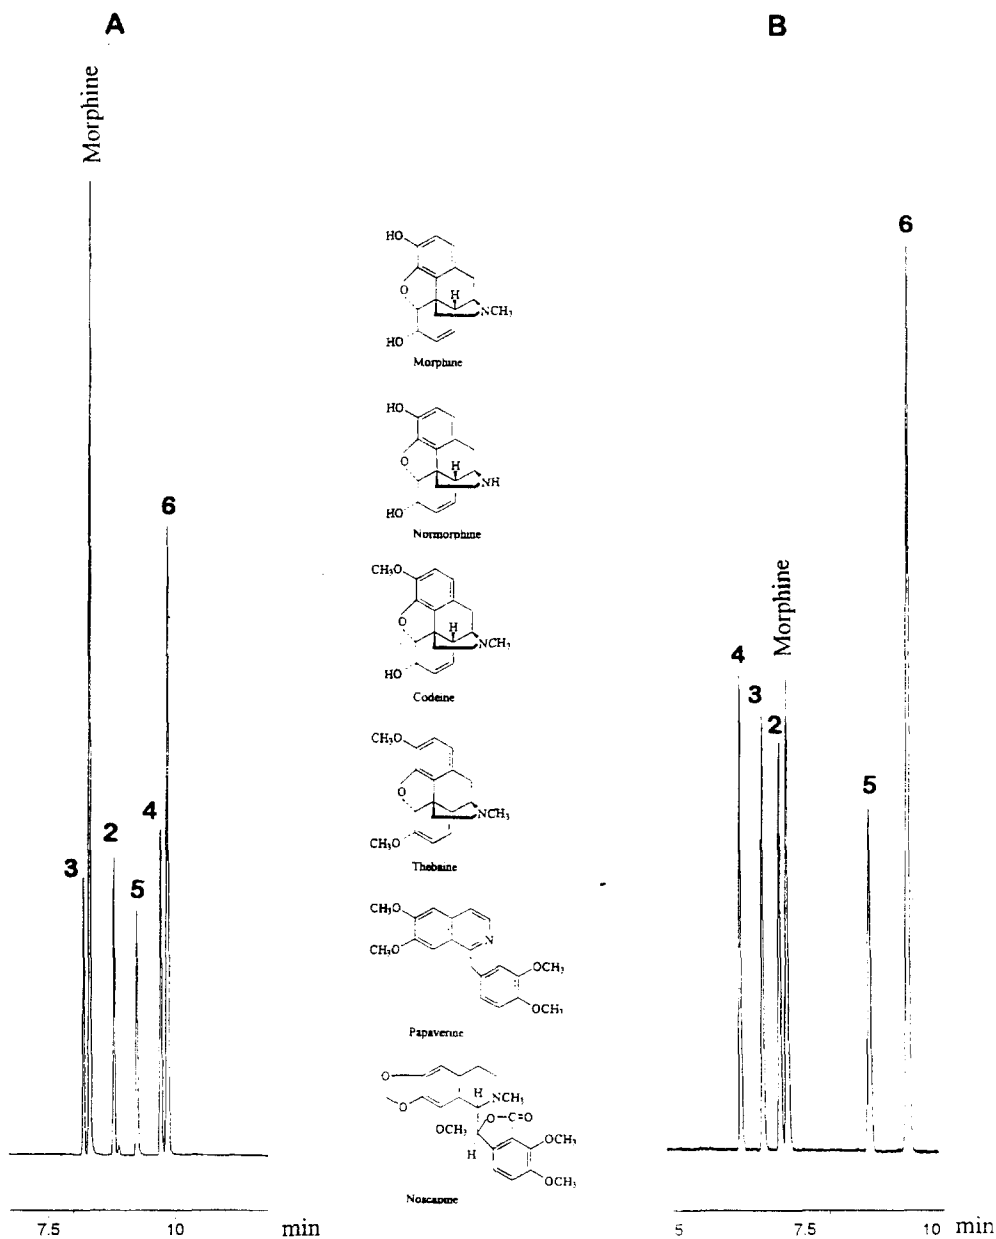 A
B
Morphine
3
2
5
4
6
7.5
10
min
HO
O
H
NCH₃
HO
Morphine
HO
O
H
NH
HO
Normorphine
CH₃O
O
H
NCH₃
HO
Codeine
CH₃O
O
NCH₃
CH₃O
Thebaine
CH₃O
CH₃O
N
OCH₃
OCH₃
Papaverine
O
O
H
NCH₃
O
C=O
OCH₃
H
OCH₃
OCH₃
Noscapine
4
3
2
Morphine
5
6
5
7.5
10
min